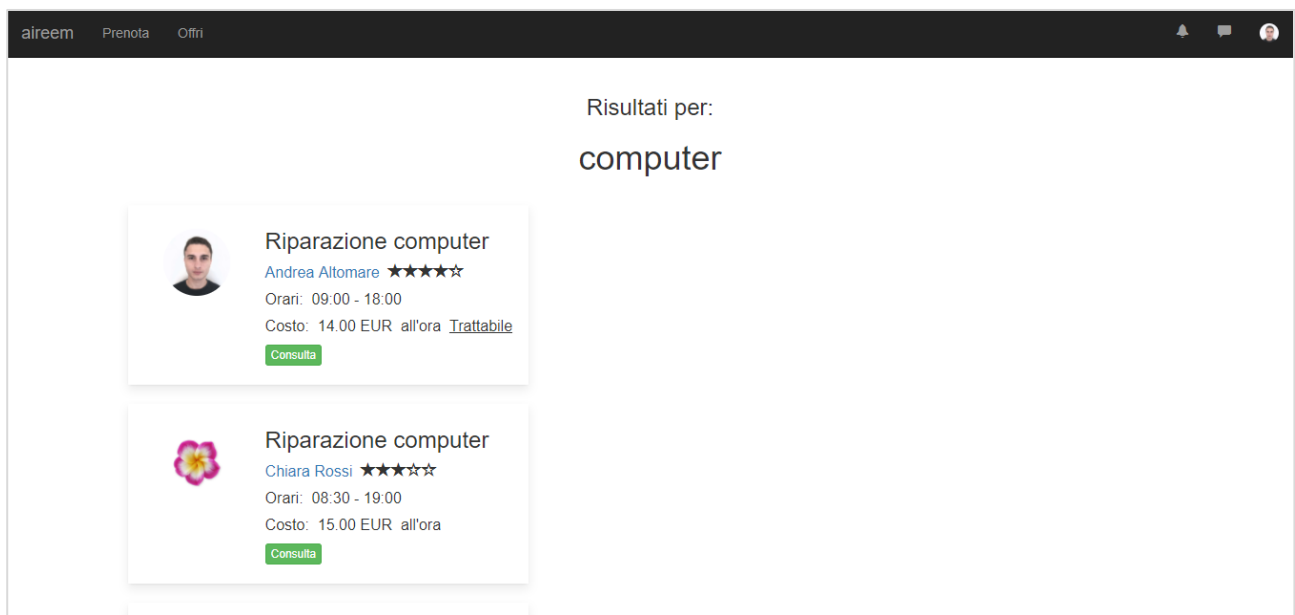 aireem Prenota Offri
Risultati per:
computer
Riparazione computer
Andrea Altomare ★★★★☆
Orari: 09:00 - 18:00
Costo: 14.00 EUR all'ora Trattabile
Consulta
Riparazione computer
Chiara Rossi ★★★☆☆
Orari: 08:30 - 19:00
Costo: 15.00 EUR all'ora
Consulta